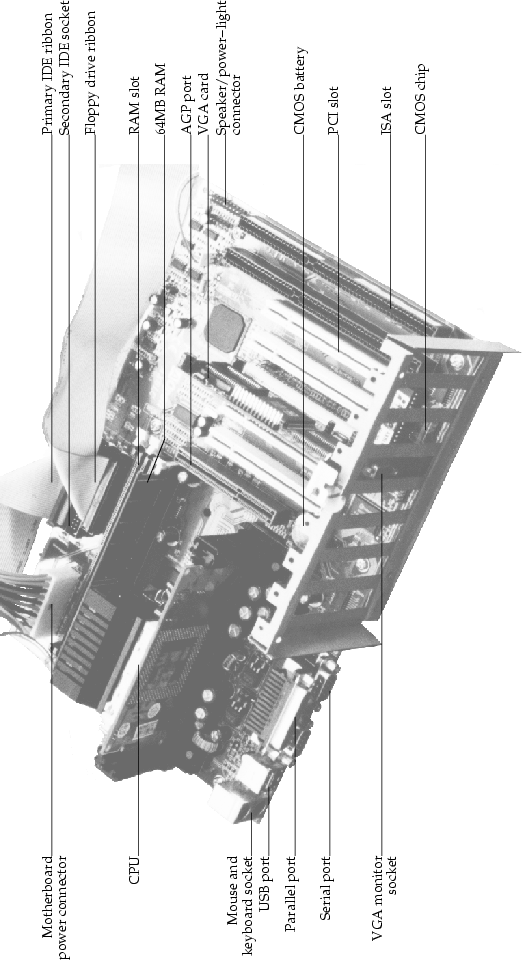 Primary IDE ribbon
Secondary IDE socket
Floppy drive ribbon
RAM slot
64MB RAM
AGP port
VGA card
Speaker/power-light
connector
CMOS battery
PCI slot
ISA slot
CMOS chip
Motherboard
power connector
CPU
Mouse and
keyboard socket
USB port
Parallel port
Serial port
VGA monitor
socket